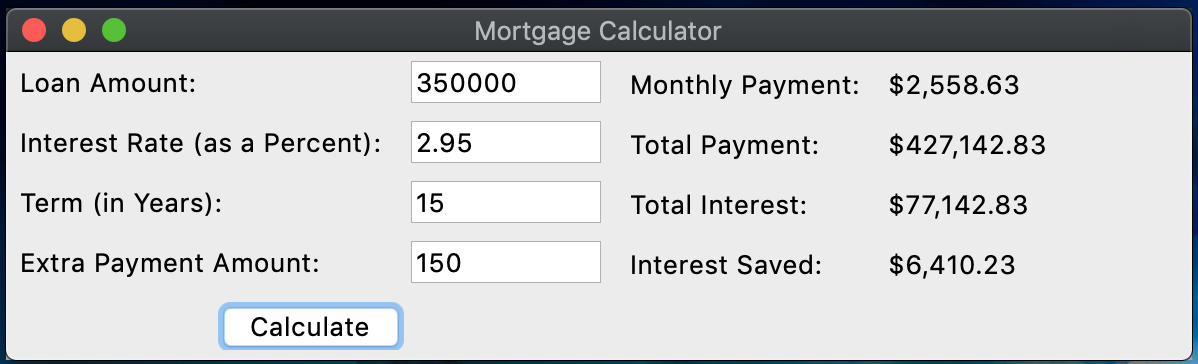 Mortgage Calculator
Loan Amount: 350000 Monthly Payment: $2,558.63
Interest Rate (as a Percent): 2.95 Total Payment: $427,142.83
Term (in Years): 15 Total Interest: $77,142.83
Extra Payment Amount: 150 Interest Saved: $6,410.23
Calculate